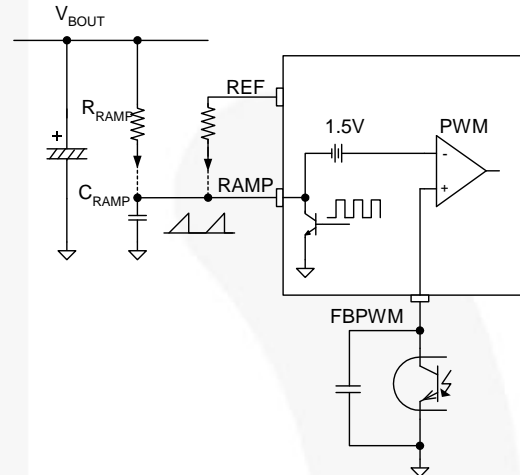 V_BOUT
REF
R_RAMP
1.5V
PWM
-
+
+
C_RAMP
RAMP
FBPWM